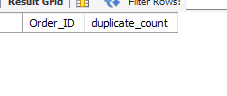 Result Grid Filter Rows:
Order_ID duplicate_count